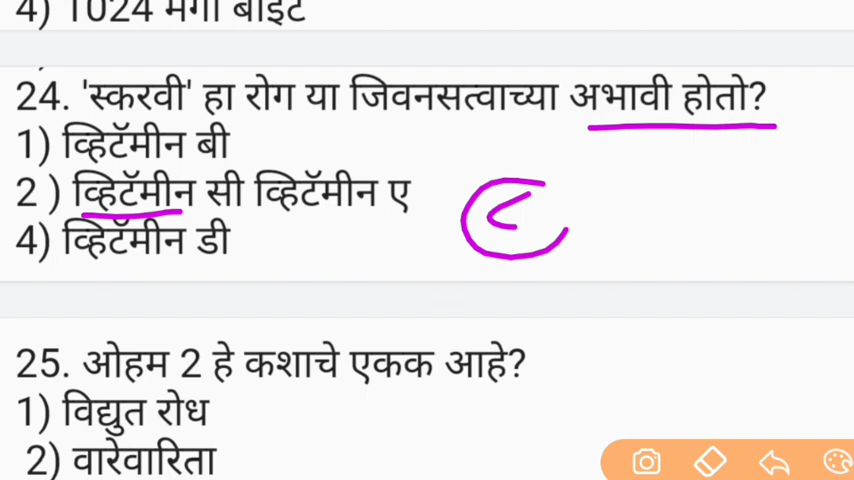 4) 1024 मेगा बाईट
24. 'स्करवी' हा रोग या जिवनसत्वाच्या अभावी होतो?
1) व्हिटॅमीन बी
2 ) व्हिटॅमीन सी व्हिटॅमीन ए
4) व्हिटॅमीन डी
C
25. ओहम 2 हे कशाचे एकक आहे?
1) विद्युत रोध
2) वारेवारिता